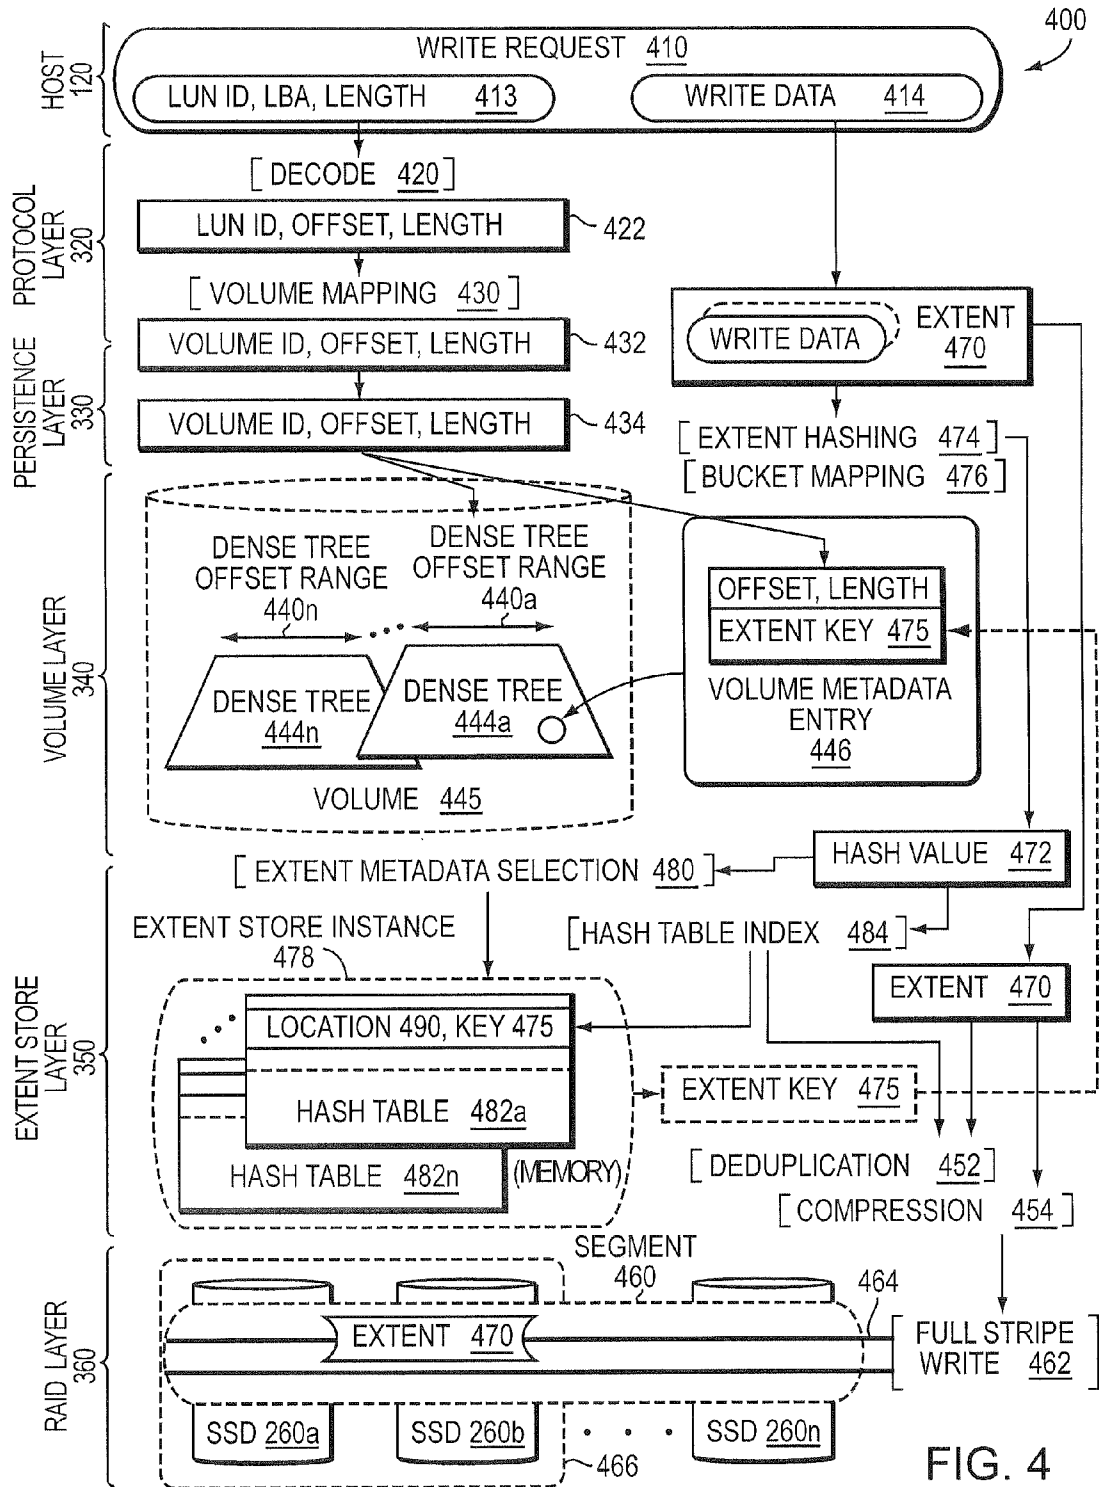 400
HOST
120
WRITE REQUEST 410
LUN ID, LBA, LENGTH 413
WRITE DATA 414
PROTOCOL
LAYER
320
[DECODE 420]
LUN ID, OFFSET, LENGTH
422
[VOLUME MAPPING 430]
VOLUME ID, OFFSET, LENGTH
432
WRITE DATA
EXTENT
470
PERSISTENCE
LAYER
330
VOLUME ID, OFFSET, LENGTH
434
[EXTENT HASHING 474]
[BUCKET MAPPING 476]
VOLUME LAYER
340
DENSE TREE
OFFSET RANGE
440n
DENSE TREE
OFFSET RANGE
440a
DENSE TREE
444n
DENSE TREE
444a
VOLUME 445
OFFSET, LENGTH
EXTENT KEY 475
VOLUME METADATA
ENTRY
446
HASH VALUE 472
EXTENT STORE
LAYER
350
[EXTENT METADATA SELECTION 480]
EXTENT STORE INSTANCE
478
[HASH TABLE INDEX 484]
EXTENT 470
LOCATION 490, KEY 475
HASH TABLE 482a
HASH TABLE 482n
(MEMORY)
EXTENT KEY 475
[DEDUPLICATION 452]
[COMPRESSION 454]
RAID LAYER
360
SEGMENT
460
464
EXTENT 470
[FULL STRIPE
WRITE 462]
SSD 260a
SSD 260b
. . .
SSD 260n
466
FIG. 4